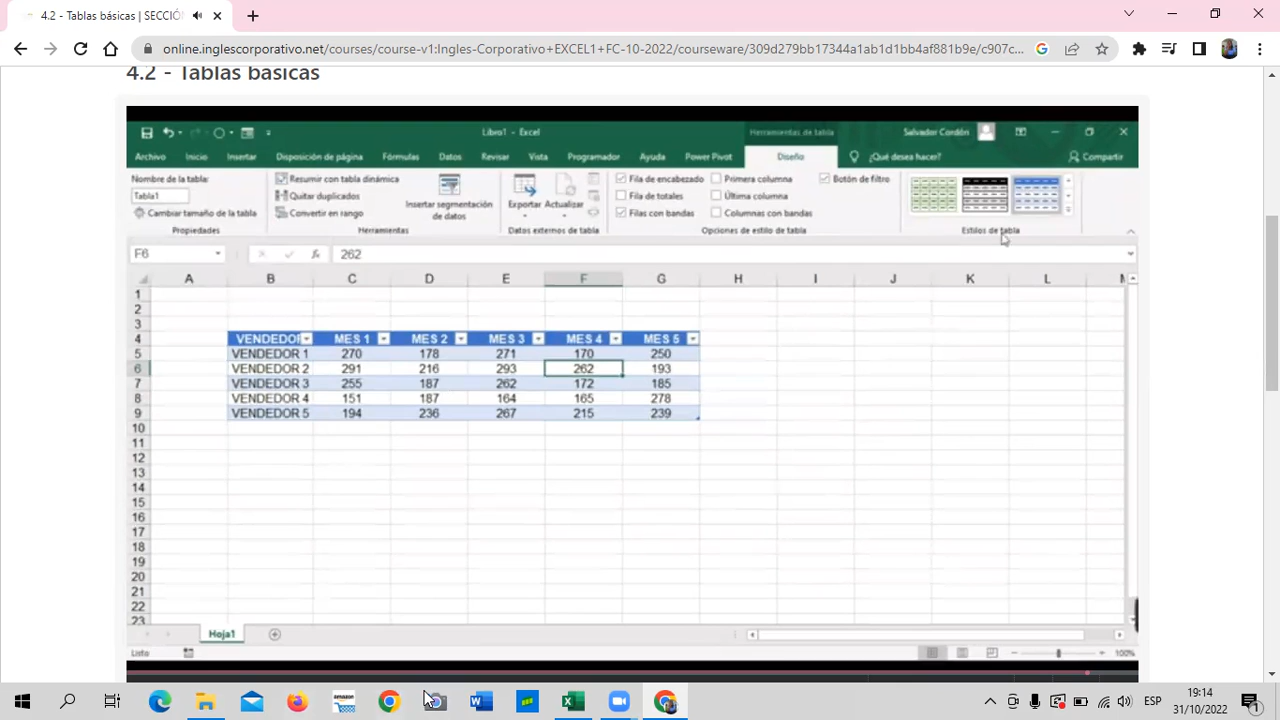 4.2 - Tablas básicas | SECCIÓN
online.inglescorporativo.net/courses/course-v1:Ingles-Corporativo+EXCEL1+FC-10-2022/courseware/309d279bb17344a1ab1d1bb4af881b9e/c907c...
4.2 - Tablas básicas
Libro1 - Excel
Herramientas de tabla
Salvador Cordón
Archivo Inicio Insertar Disposición de página Fórmulas Datos Revisar Vista Programador Ayuda Power Pivot Diseño ¿Qué desea hacer? Compartir
Nombre de la tabla:
Tabla1
Cambiar tamaño de la tabla
Propiedades
Resumir con tabla dinámica
Quitar duplicados
Convertir en rango
Insertar segmentación
de datos
Herramientas
Exportar Actualizar
Datos externos de tabla
Fila de encabezado Primera columna Botón de filtro
Fila de totales Última columna
Filas con bandas Columnas con bandas
Opciones de estilo de tabla
Estilos de tabla
F6 fx 262
A B C D E F G H I J K L M
1
2
3
4 VENDEDOR MES 1 MES 2 MES 3 MES 4 MES 5
5 VENDEDOR 1 270 178 271 170 250
6 VENDEDOR 2 291 216 293 262 193
7 VENDEDOR 3 255 187 262 172 185
8 VENDEDOR 4 151 187 164 165 278
9 VENDEDOR 5 194 236 267 215 239
10
11
12
13
14
15
16
17
18
19
20
21
22
23
Hoja1
Listo 100%
amazon
ESP
19:14
31/10/2022
1